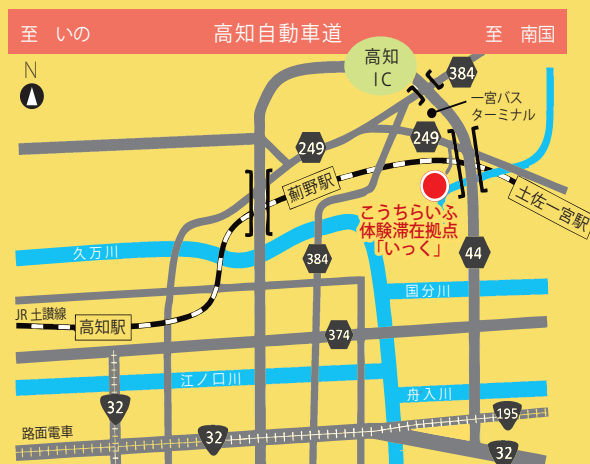 至 いの
高知自動車道
至 南国
N
高知
IC
384
一宮バス
ターミナル
249
249
薊野駅
土佐一宮駅
こうちらいふ
体験滞在拠点
「いっく」
久万川
384
44
国分川
JR 土讃線
高知駅
374
江ノ口川
舟入川
32
195
路面電車
32
32